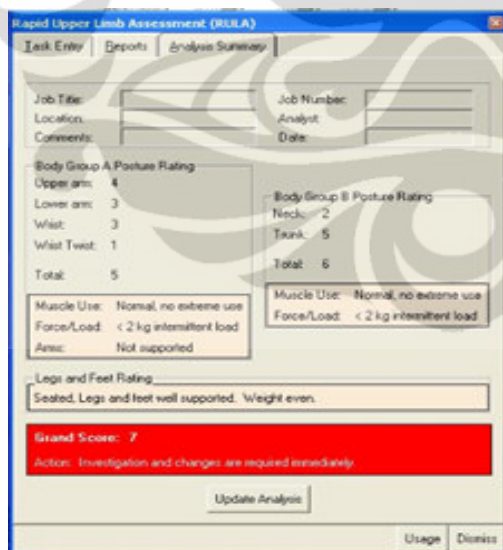 Rapid Upper Limb Assessment (RULA)
Task Entry Reports Analysis Summary
Job Title: Job Number:
Location: Analyst:
Comments: Date:
Body Group A Posture Rating
Upper arm: 4
Lower arm: 3
Wrist: 3
Wrist Twist: 1
Total: 5
Muscle Use: Normal, no extreme use
Force/Load: < 2 kg intermittent load
Arms: Not supported
Body Group B Posture Rating
Neck: 2
Trunk: 5
Total: 6
Muscle Use: Normal, no extreme use
Force/Load: < 2 kg intermittent load
Legs and Feet Rating
Seated, Legs and feet well supported. Weight even.
Grand Score: 7
Action: Investigation and changes are required immediately.
Update Analysis
Usage Dismiss